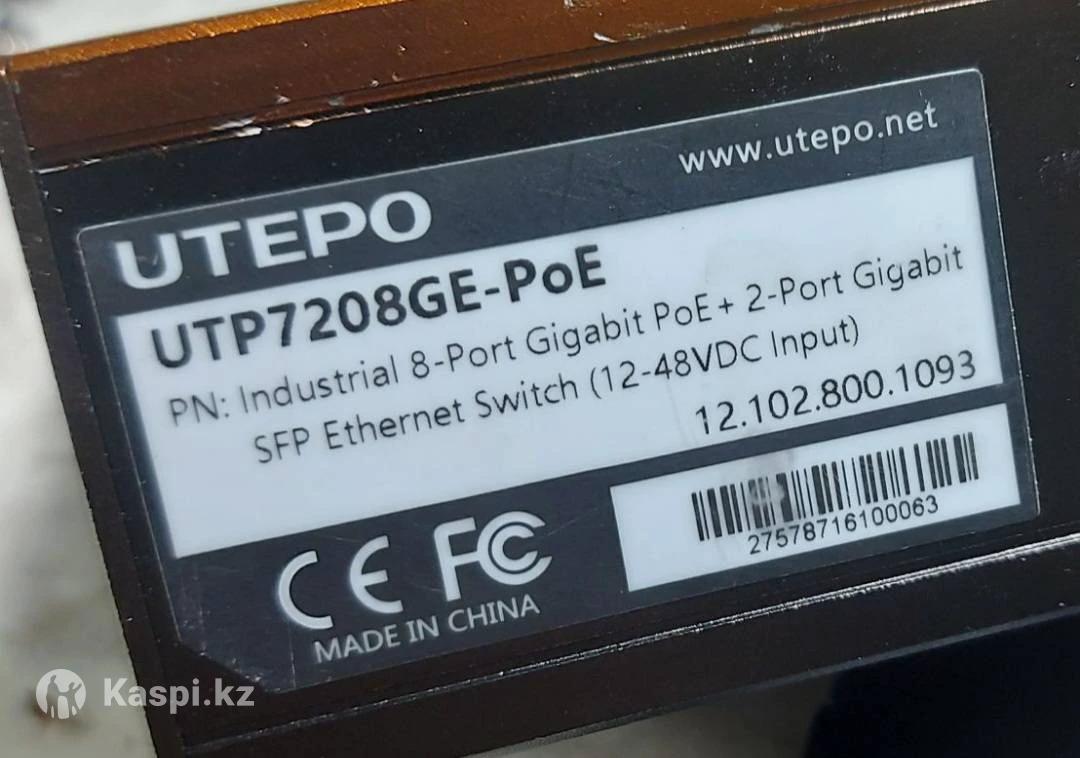 www.utepo.net
UTEPO
UTP7208GE-PoE
PN: Industrial 8-Port Gigabit PoE+ 2-Port Gigabit
SFP Ethernet Switch (12-48VDC Input)
12.102.800.1093
27578716100063
CE FC
MADE IN CHINA
Kaspi.kz